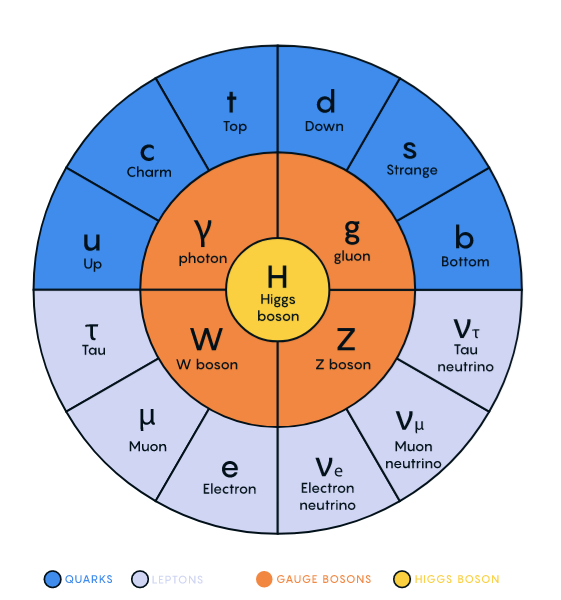 t
Top
d
Down
c
Charm
s
Strange
u
Up
b
Bottom
γ
photon
g
gluon
H
Higgs
boson
W
W boson
Z
Z boson
τ
Tau
ντ
Tau
neutrino
μ
Muon
νμ
Muon
neutrino
e
Electron
νe
Electron
neutrino
QUARKS
LEPTONS
GAUGE BOSONS
HIGGS BOSON